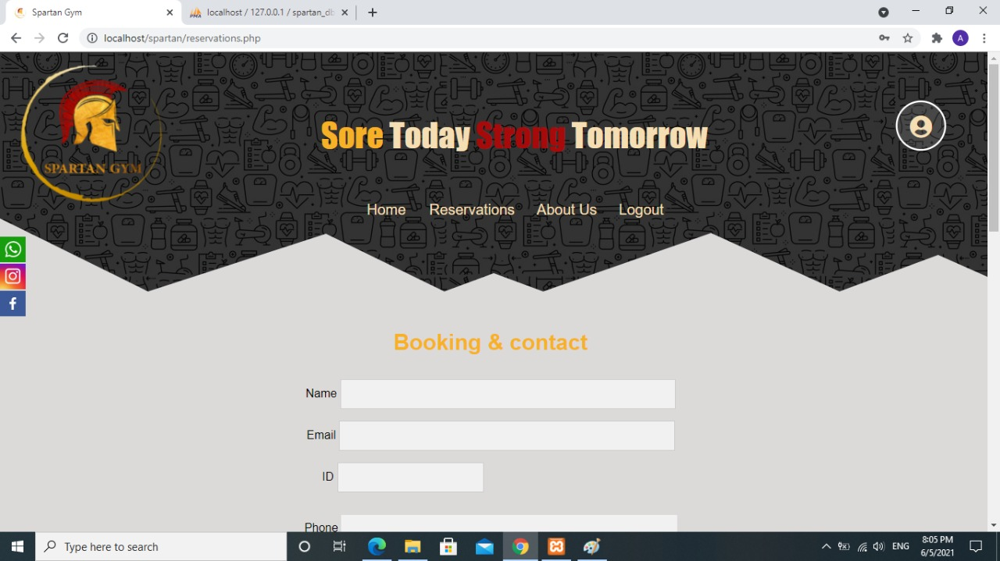 Spartan Gym
localhost / 127.0.0.1 / spartan_db
localhost/spartan/reservations.php
A
SPARTAN GYM
Sore Today Strong Tomorrow
Home Reservations About Us Logout
Booking & contact
Name
Email
ID
Phone
Type here to search
ENG
8:05 PM
6/5/2021